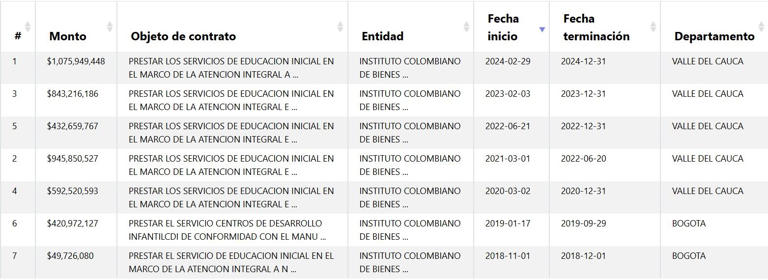 # Monto Objeto de contrato Entidad Fecha inicio Fecha terminación Departamento
1 $1,075,949,448 PRESTAR LOS SERVICIOS DE EDUCACION INICIAL EN INSTITUTO COLOMBIANO 2024-02-29 2024-12-31 VALLE DEL CAUCA
EL MARCO DE LA ATENCION INTEGRAL A ... DE BIENES ...
3 $843,216,186 PRESTAR LOS SERVICIOS DE EDUCACION INICIAL EN INSTITUTO COLOMBIANO 2023-02-03 2023-12-31 VALLE DEL CAUCA
EL MARCO DE LA ATENCION INTEGRAL E ... DE BIENES ...
5 $432,659,767 PRESTAR LOS SERVICIOS DE EDUCACION INICIAL EN INSTITUTO COLOMBIANO 2022-06-21 2022-12-31 VALLE DEL CAUCA
EL MARCO DE LA ATENCION INTEGRAL E ... DE BIENES ...
2 $945,850,527 PRESTAR LOS SERVICIOS DE EDUCACION INICIAL EN INSTITUTO COLOMBIANO 2021-03-01 2022-06-20 VALLE DEL CAUCA
EL MARCO DE LA ATENCION INTEGRAL E ... DE BIENES ...
4 $592,520,593 PRESTAR LOS SERVICIOS DE EDUCACION INICIAL EN INSTITUTO COLOMBIANO 2020-03-02 2020-12-31 VALLE DEL CAUCA
EL MARCO DE LA ATENCION INTEGRAL E ... DE BIENES ...
6 $420,972,127 PRESTAR EL SERVICIO CENTROS DE DESARROLLO INSTITUTO COLOMBIANO 2019-01-17 2019-09-29 BOGOTA
INFANTILCDI DE CONFORMIDAD CON EL MANU ... DE BIENES ...
7 $49,726,080 PRESTAR EL SERVICIO DE EDUCACION INICIAL EN EL INSTITUTO COLOMBIANO 2018-11-01 2018-12-01 BOGOTA
MARCO DE LA ATENCION INTEGRAL A N ... DE BIENES ...